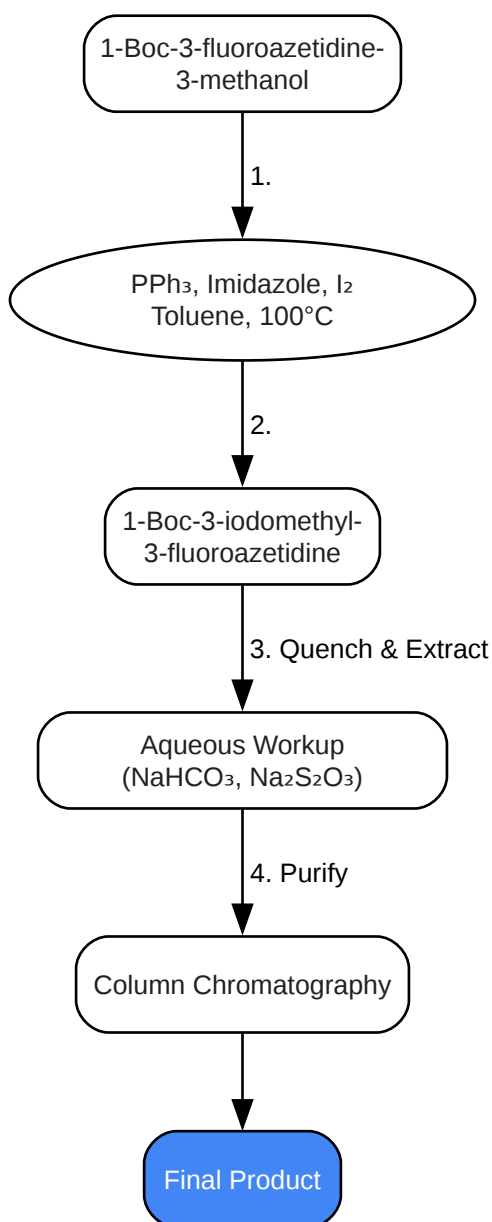 1-Boc-3-fluoroazetidine-
3-methanol
1.
PPh₃, Imidazole, I₂
Toluene, 100°C
2.
1-Boc-3-iodomethyl-
3-fluoroazetidine
3. Quench & Extract
Aqueous Workup
(NaHCO₃, Na₂S₂O₃)
4. Purify
Column Chromatography
Final Product